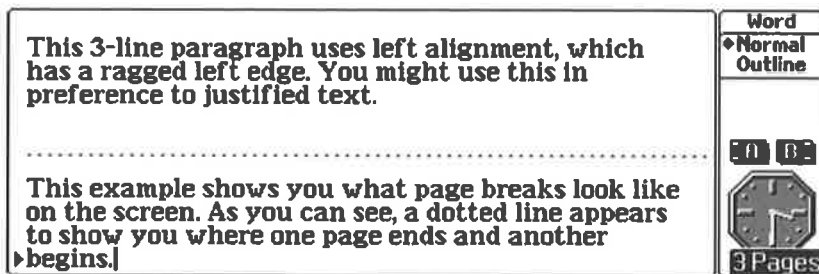 This 3-line paragraph uses left alignment, which
has a ragged left edge. You might use this in
preference to justified text.
This example shows you what page breaks look like
on the screen. As you can see, a dotted line appears
to show you where one page ends and another
begins.
Word
Normal
Outline
A B
3 Pages